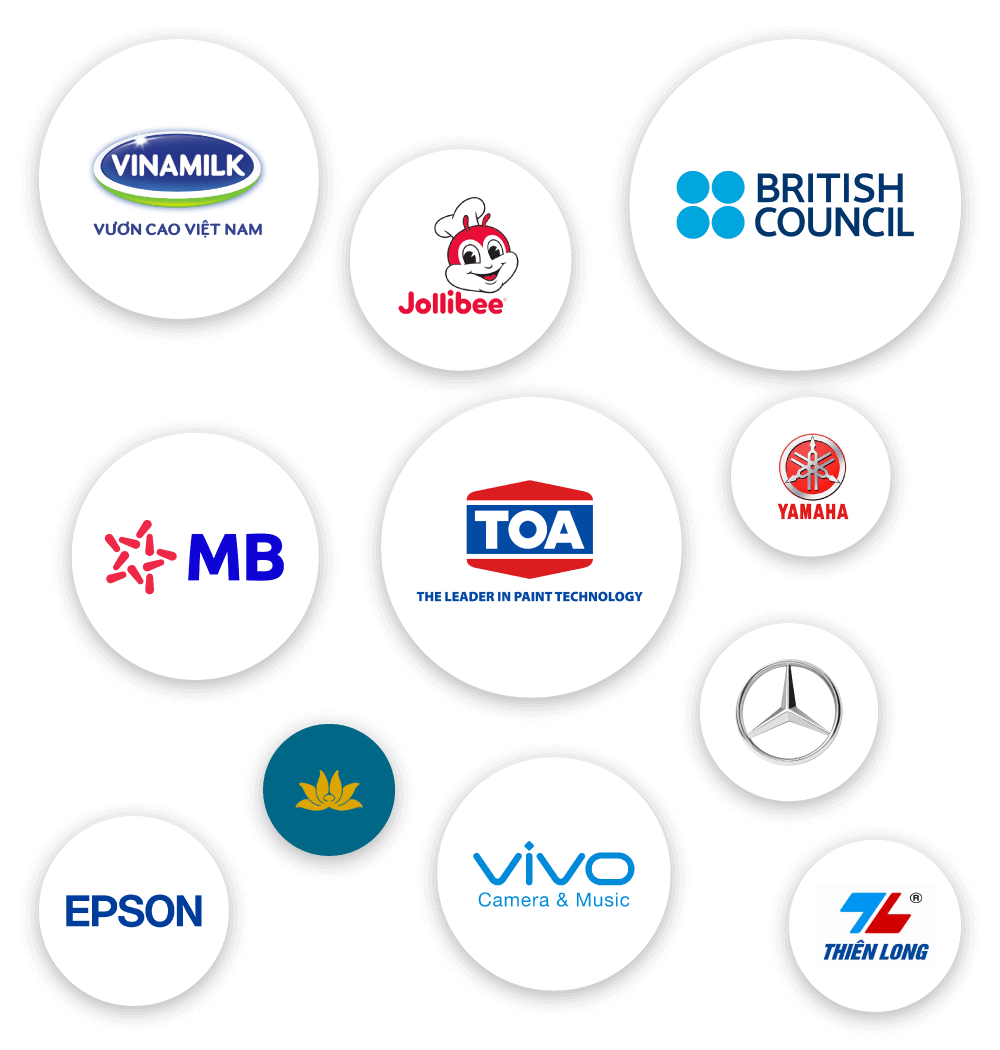 VINAMILK
VƯƠN CAO VIỆT NAM
Jollibee
BRITISH
COUNCIL
MB
TOA
THE LEADER IN PAINT TECHNOLOGY
YAMAHA
EPSON
vivo
Camera & Music
®
THIÊN LONG